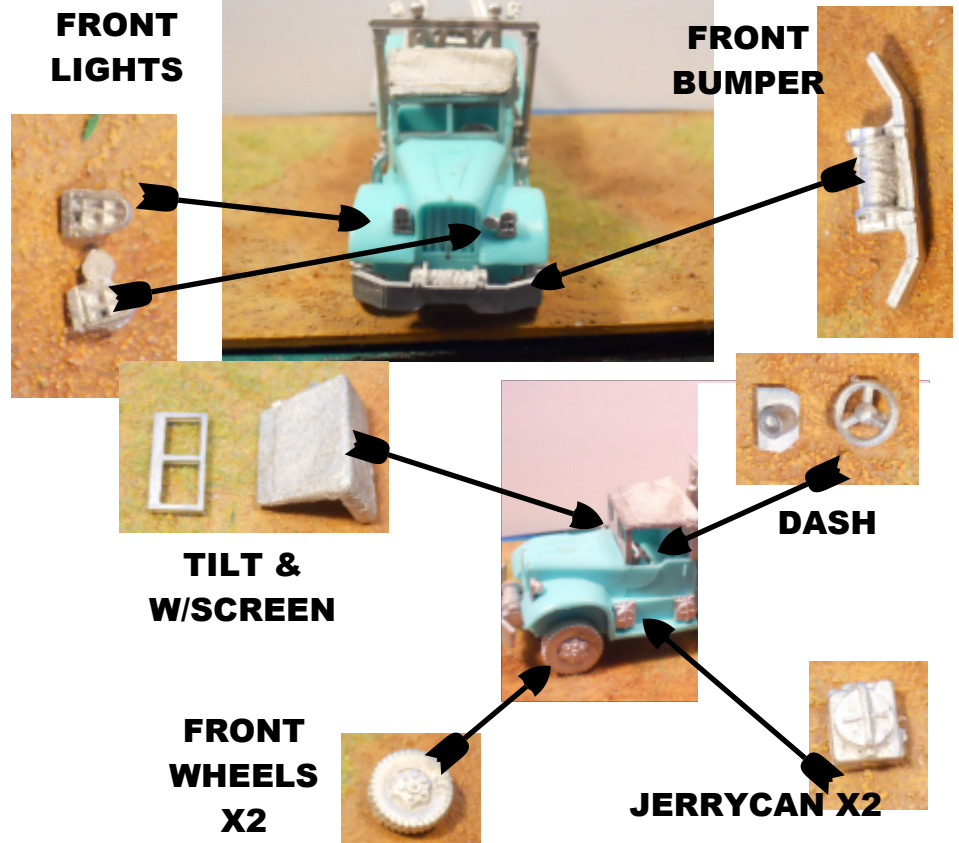 FRONT
LIGHTS
FRONT
BUMPER
DASH
TILT &
W/SCREEN
FRONT
WHEELS
X2
JERRYCAN X2